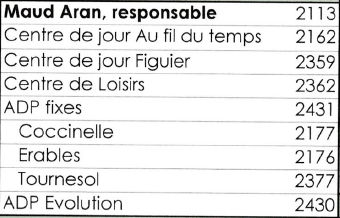 Maud Aran, responsable 2113
Centre de jour Au fil du temps 2162
Centre de jour Figuier 2359
Centre de Loisirs 2362
ADP fixes 2431
Coccinelle 2177
Erables 2176
Tournesol 2377
ADP Evolution 2430